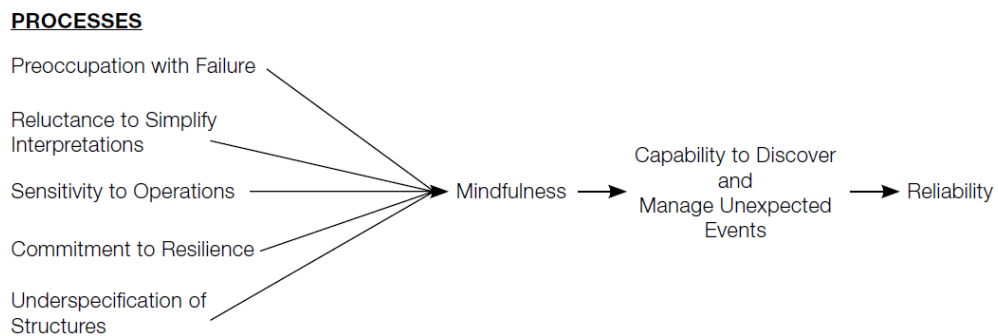 PROCESSES
Preoccupation with Failure
Reluctance to Simplify
Interpretations
Sensitivity to Operations
Commitment to Resilience
Underspecification of
Structures
Mindfulness
Capability to Discover
and
Manage Unexpected
Events
Reliability